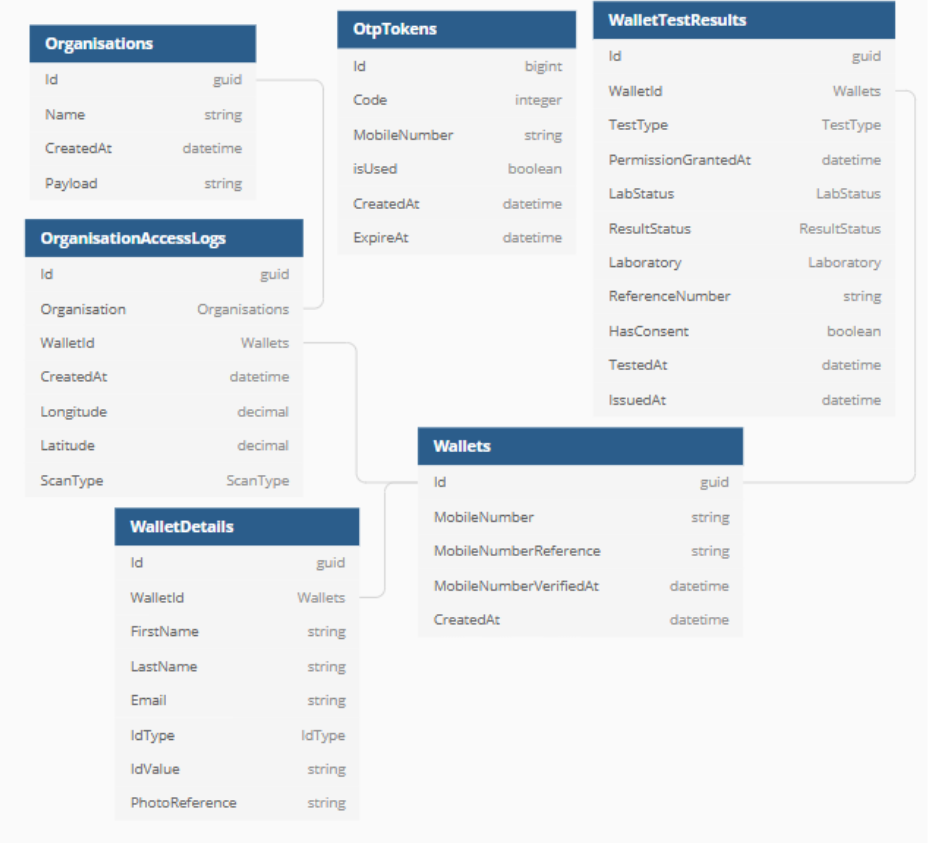 Organisations
Id guid
Name string
CreatedAt datetime
Payload string
OtpTokens
Id bigint
Code integer
MobileNumber string
isUsed boolean
CreatedAt datetime
ExpireAt datetime
WalletTestResults
Id guid
WalletId Wallets
TestType TestType
PermissionGrantedAt datetime
LabStatus LabStatus
ResultStatus ResultStatus
Laboratory Laboratory
ReferenceNumber string
HasConsent boolean
TestedAt datetime
IssuedAt datetime
OrganisationAccessLogs
Id guid
Organisation Organisations
WalletId Wallets
CreatedAt datetime
Longitude decimal
Latitude decimal
ScanType ScanType
Wallets
Id guid
MobileNumber string
MobileNumberReference string
MobileNumberVerifiedAt datetime
CreatedAt datetime
WalletDetails
Id guid
WalletId Wallets
FirstName string
LastName string
Email string
IdType IdType
IdValue string
PhotoReference string